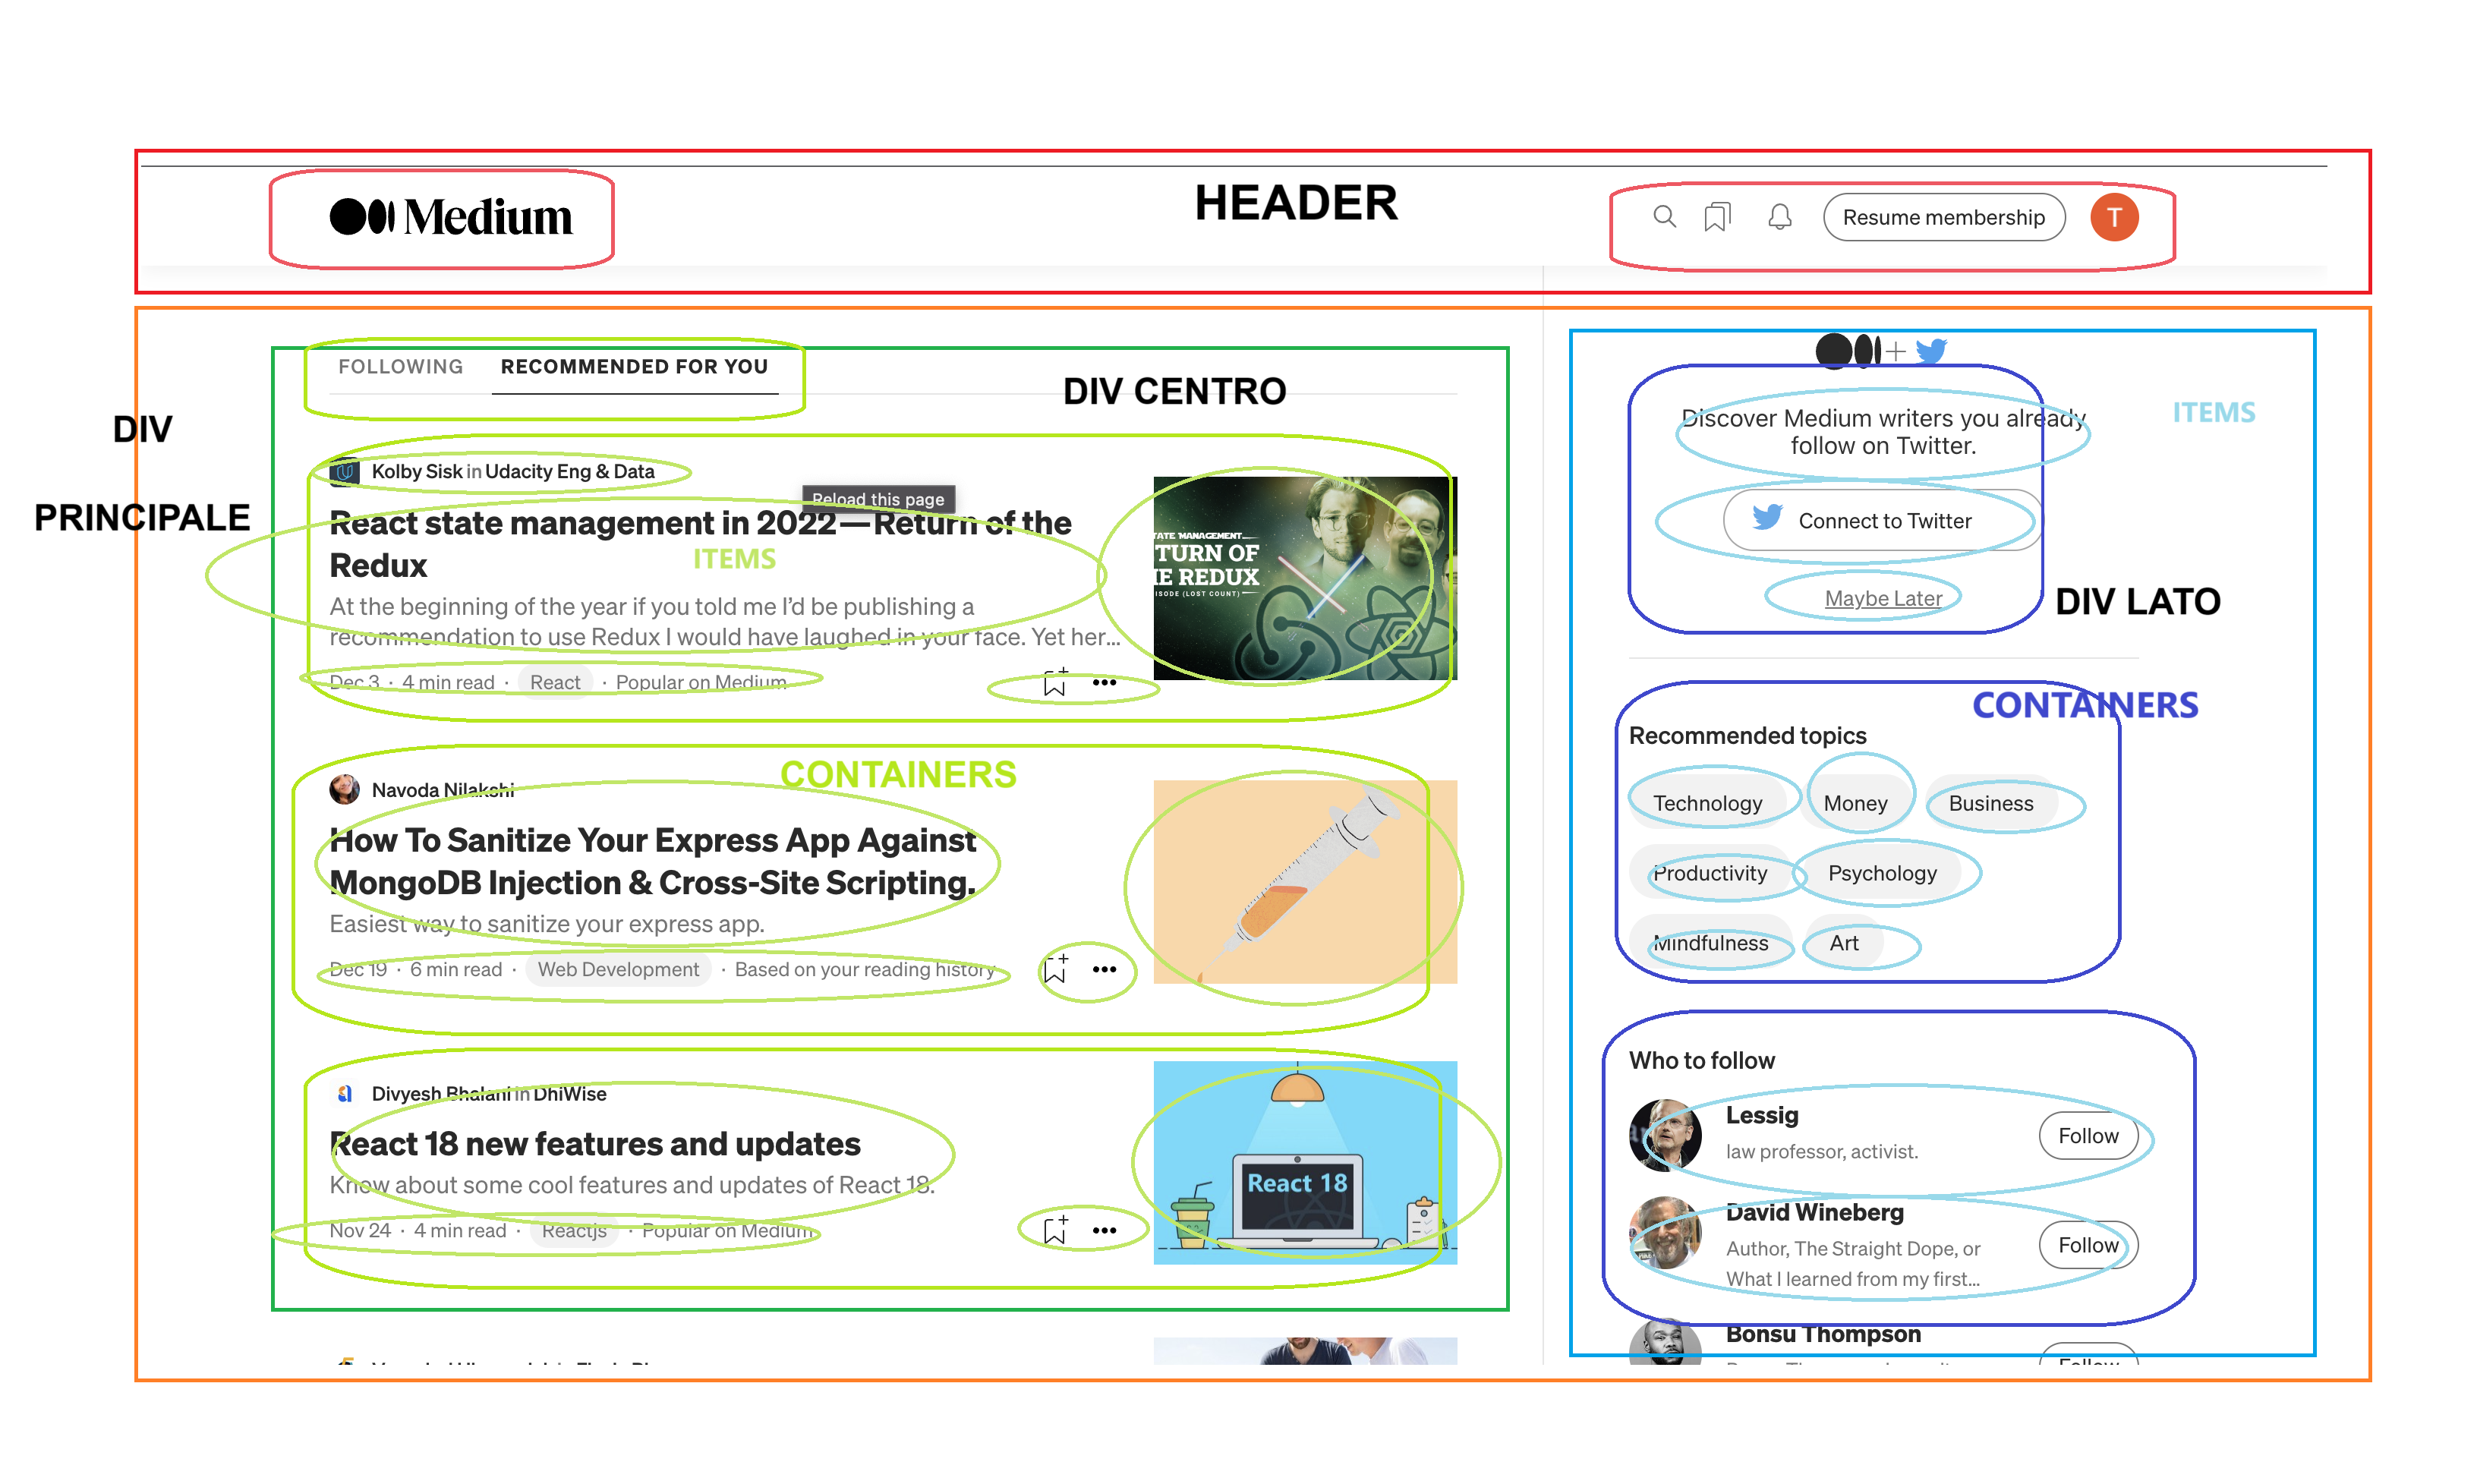 Medium
HEADER
Resume membership
T
FOLLOWING
RECOMMENDED FOR YOU
DIV CENTRO
DIV
PRINCIPALE
Kolby Sisk in Udacity Eng & Data
Reload this page
React state management in 2022—Return of the
Redux
ITEMS
At the beginning of the year if you told me I'd be publishing a
recommendation to use Redux I would have laughed in your face. Yet her...
Dec 3 · 4 min read · React · Popular on Medium
TATE MANAGEMENT
TURN OF
IE REDUX
ISODE (LOST COUNT)
CONTAINERS
Navoda Nilakshi
How To Sanitize Your Express App Against
MongoDB Injection & Cross-Site Scripting.
Easiest way to sanitize your express app.
Dec 19 · 6 min read · Web Development · Based on your reading history
Divyesh Bhalani in DhiWise
React 18 new features and updates
Know about some cool features and updates of React 18.
Nov 24 · 4 min read · Reactjs · Popular on Medium
React 18
Discover Medium writers you already
follow on Twitter.
ITEMS
Connect to Twitter
Maybe Later
DIV LATO
CONTAINERS
Recommended topics
Technology Money Business
Productivity Psychology
Mindfulness Art
Who to follow
Lessig
law professor, activist.
Follow
David Wineberg
Author, The Straight Dope, or
What I learned from my first...
Follow
Bonsu Thompson
Follow